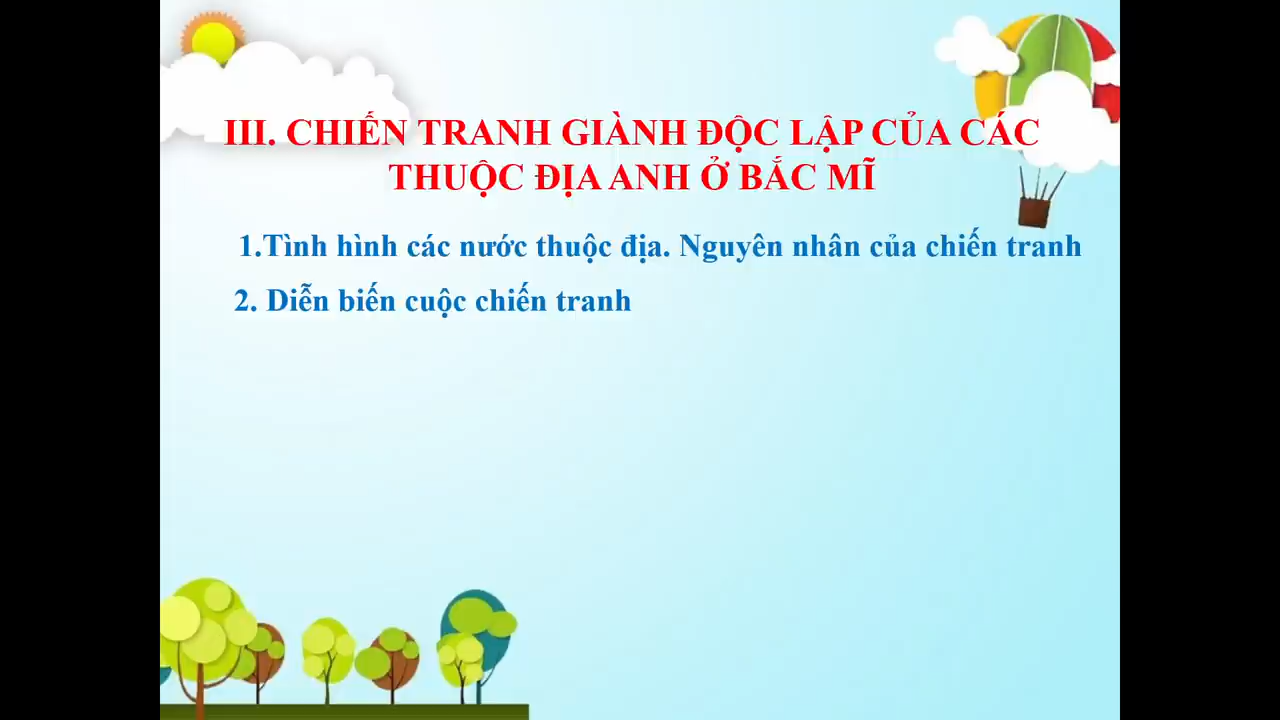 III. CHIẾN TRANH GIÀNH ĐỘC LẬP CỦA CÁC
THUỘC ĐỊA ANH Ở BẮC MĨ
1.Tình hình các nước thuộc địa. Nguyên nhân của chiến tranh
2. Diễn biến cuộc chiến tranh